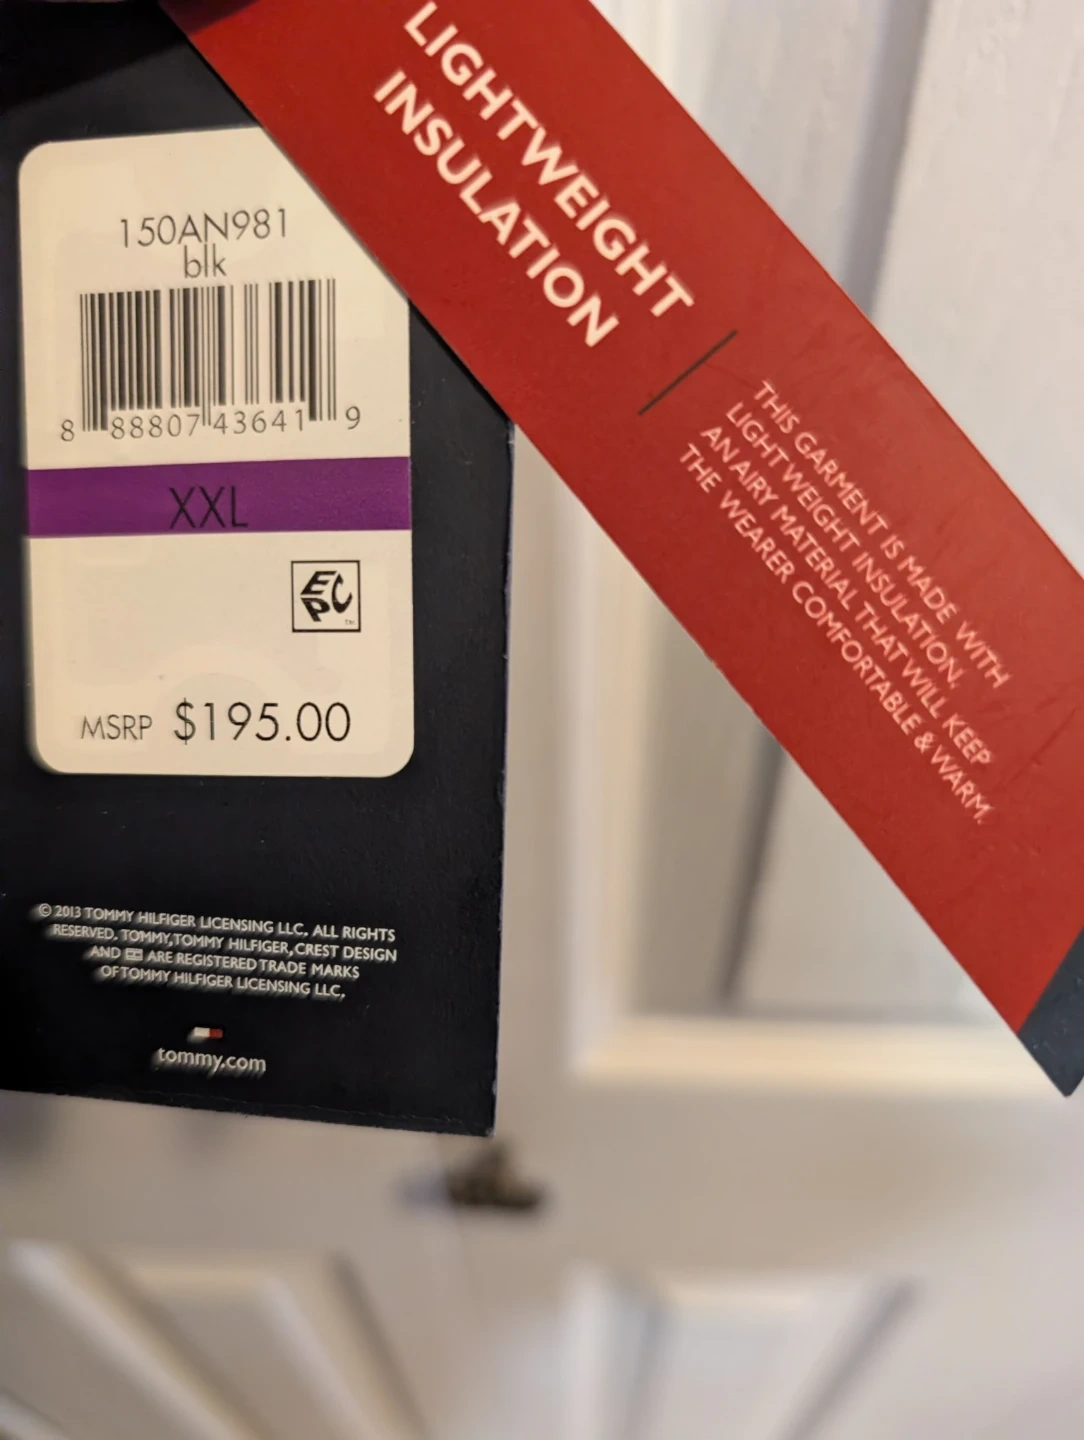 LIGHTWEIGHT
INSULATION
THIS GARMENT IS MADE WITH
LIGHTWEIGHT INSULATION,
AN AIRY MATERIAL THAT WILL KEEP
THE WEARER COMFORTABLE & WARM.
150AN981
blk
8 88807 43641 9
XXL
EPC
TM
MSRP $195.00
© 2013 TOMMY HILFIGER LICENSING LLC. ALL RIGHTS
RESERVED. TOMMY, TOMMY HILFIGER, CREST DESIGN
AND ARE REGISTERED TRADE MARKS
OF TOMMY HILFIGER LICENSING LLC.
tommy.com